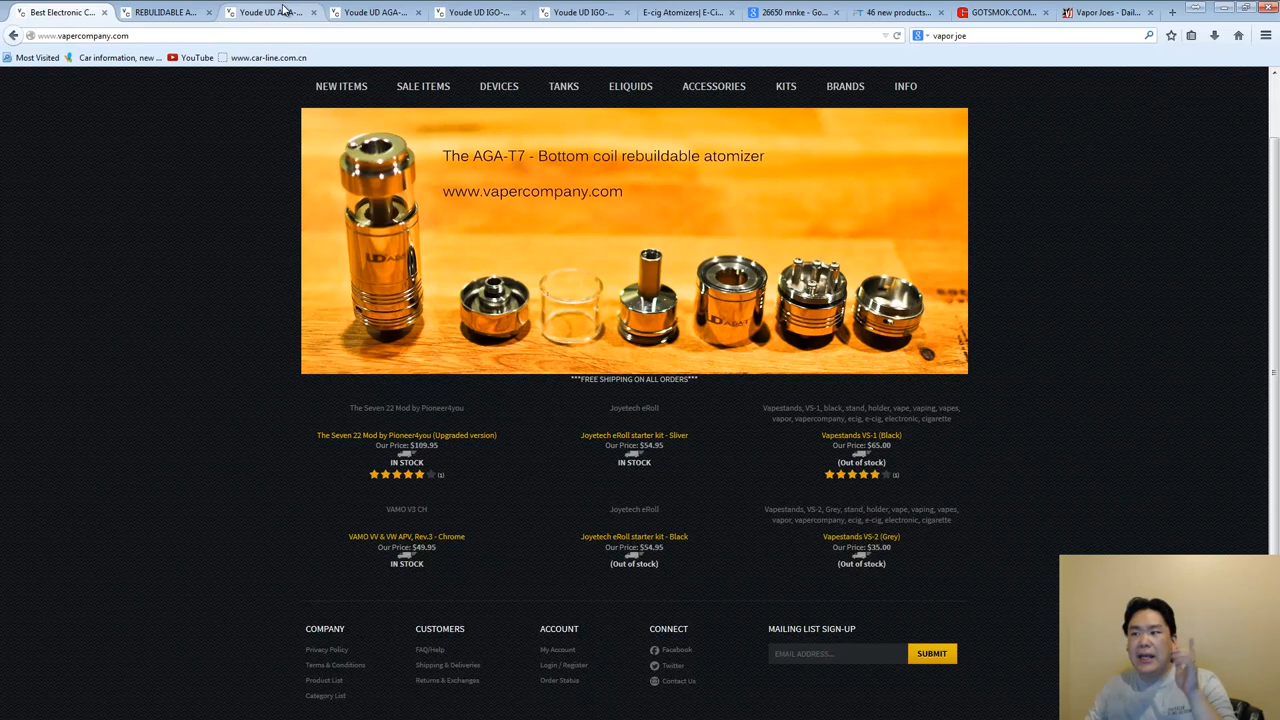 Best Electronic C... REBULIDABLE A... Youde UD AGA-... Youde UD AGA-... Youde UD IGO-... Youde UD IGO-... E-cig Atomizers| E-Ci... 26650 mnke - Go... 46 new products... GOTSMOK.COM... Vapor Joes - Dail...
www.vapercompany.com vapor joe
Most Visited Car information, new ... YouTube www.car-line.com.cn
NEW ITEMS SALE ITEMS DEVICES TANKS ELIQUIDS ACCESSORIES KITS BRANDS INFO
The AGA-T7 - Bottom coil rebuildable atomizer
www.vapercompany.com
***FREE SHIPPING ON ALL ORDERS***
The Seven 22 Mod by Pioneer4you
The Seven 22 Mod by Pioneer4you (Upgraded version)
Our Price: $109.95
IN STOCK
(1)
Joyetech eRoll
Joyetech eRoll starter kit - Sliver
Our Price: $54.95
IN STOCK
Vapestands, VS-1, black, stand, holder, vape, vaping, vapes,
vapor, vapercompany, ecig, e-cig, electronic, cigarette
Vapestands VS-1 (Black)
Our Price: $65.00
(Out of stock)
(1)
VAMO V3 CH
VAMO VV & VW APV, Rev.3 - Chrome
Our Price: $49.95
IN STOCK
Joyetech eRoll
Joyetech eRoll starter kit - Black
Our Price: $54.95
(Out of stock)
Vapestands, VS-2, Grey, stand, holder, vape, vaping, vapes,
vapor, vapercompany, ecig, e-cig, electronic, cigarette
Vapestands VS-2 (Grey)
Our Price: $35.00
(Out of stock)
COMPANY
Privacy Policy
Terms & Conditions
Product List
Category List
CUSTOMERS
FAQ/Help
Shipping & Deliveries
Returns & Exchanges
ACCOUNT
My Account
Login / Register
Order Status
CONNECT
Facebook
Twitter
Contact Us
MAILING LIST SIGN-UP
EMAIL ADDRESS... SUBMIT